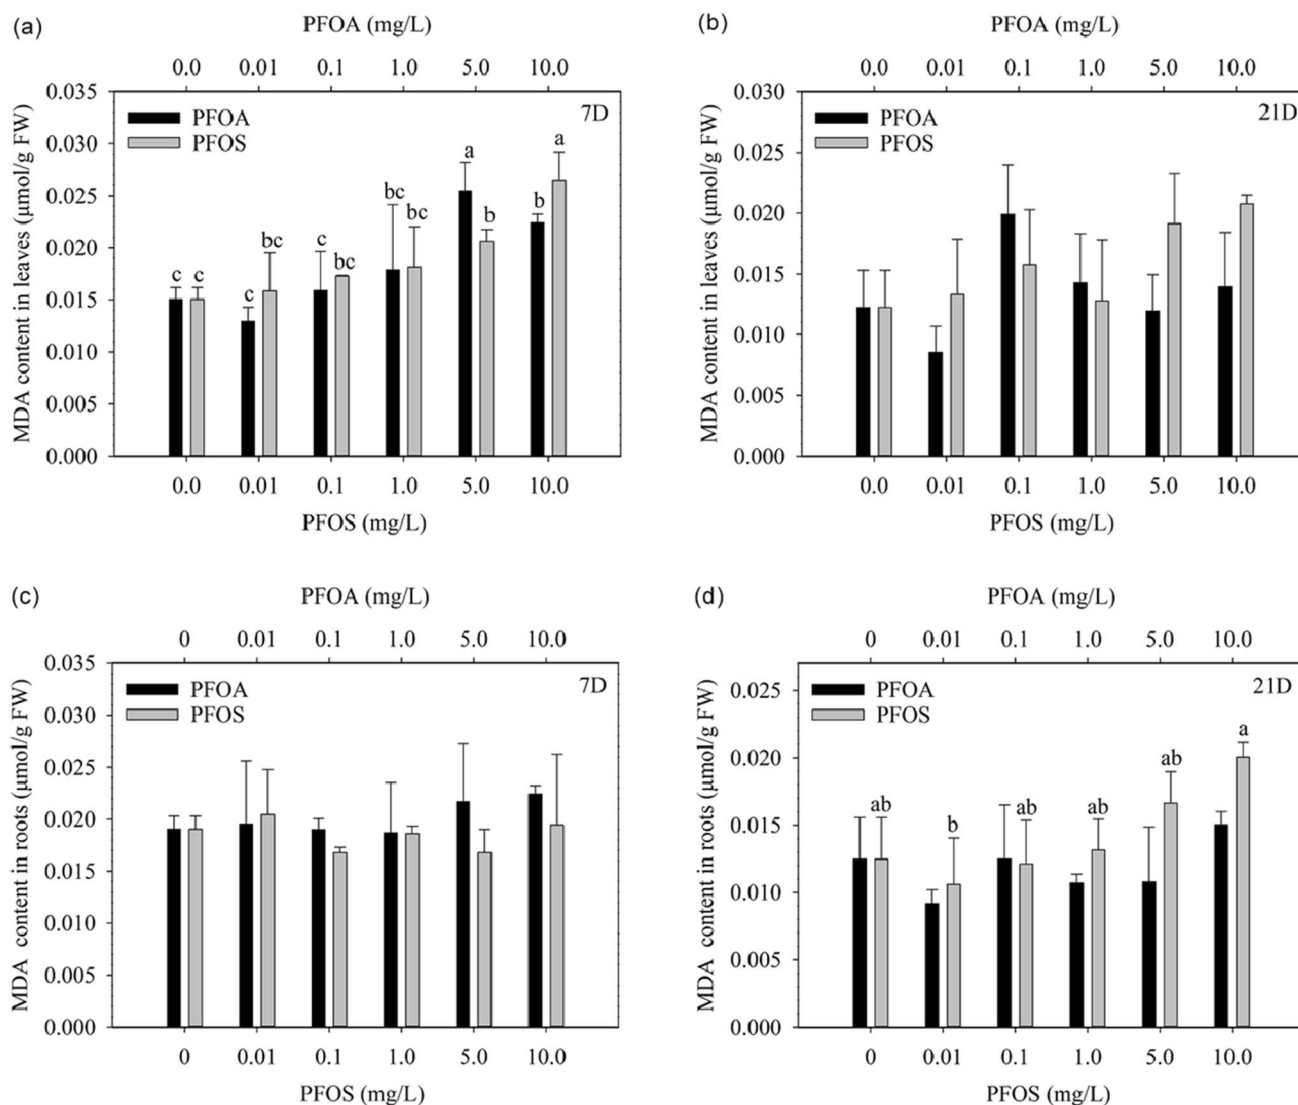 (a)
PFOA (mg/L)
0.0 0.01 0.1 1.0 5.0 10.0
MDA content in leaves (μmol/g FW)
0.035
0.030
0.025
0.020
0.015
0.010
0.005
0.000
PFOA
PFOS
7D
c c c bc c bc bc bc a b b a
0.0 0.01 0.1 1.0 5.0 10.0
PFOS (mg/L)
(b)
PFOA (mg/L)
0.0 0.01 0.1 1.0 5.0 10.0
MDA content in leaves (μmol/g FW)
0.030
0.025
0.020
0.015
0.010
0.005
0.000
PFOA
PFOS
21D
0.0 0.01 0.1 1.0 5.0 10.0
PFOS (mg/L)
(c)
PFOA (mg/L)
0 0.01 0.1 1.0 5.0 10.0
MDA content in roots (μmol/g FW)
0.035
0.030
0.025
0.020
0.015
0.010
0.005
0.000
PFOA
PFOS
7D
0 0.01 0.1 1.0 5.0 10.0
PFOS (mg/L)
(d)
PFOA (mg/L)
0 0.01 0.1 1.0 5.0 10.0
MDA content in roots (μmol/g FW)
0.025
0.020
0.015
0.010
0.005
0.000
PFOA
PFOS
21D
ab b ab ab ab a
0 0.01 0.1 1.0 5.0 10.0
PFOS (mg/L)